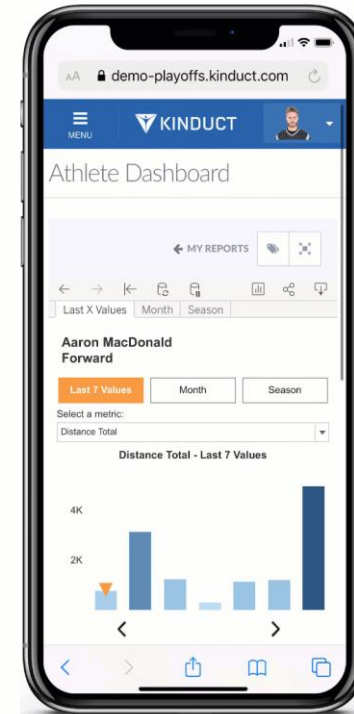 AA demo-playoffs.kinduct.com
MENU
KINDUCT
Athlete Dashboard
MY REPORTS
Last X Values Month Season
Aaron MacDonald
Forward
Last 7 Values Month Season
Select a metric:
Distance Total
Distance Total - Last 7 Values
4K
2K